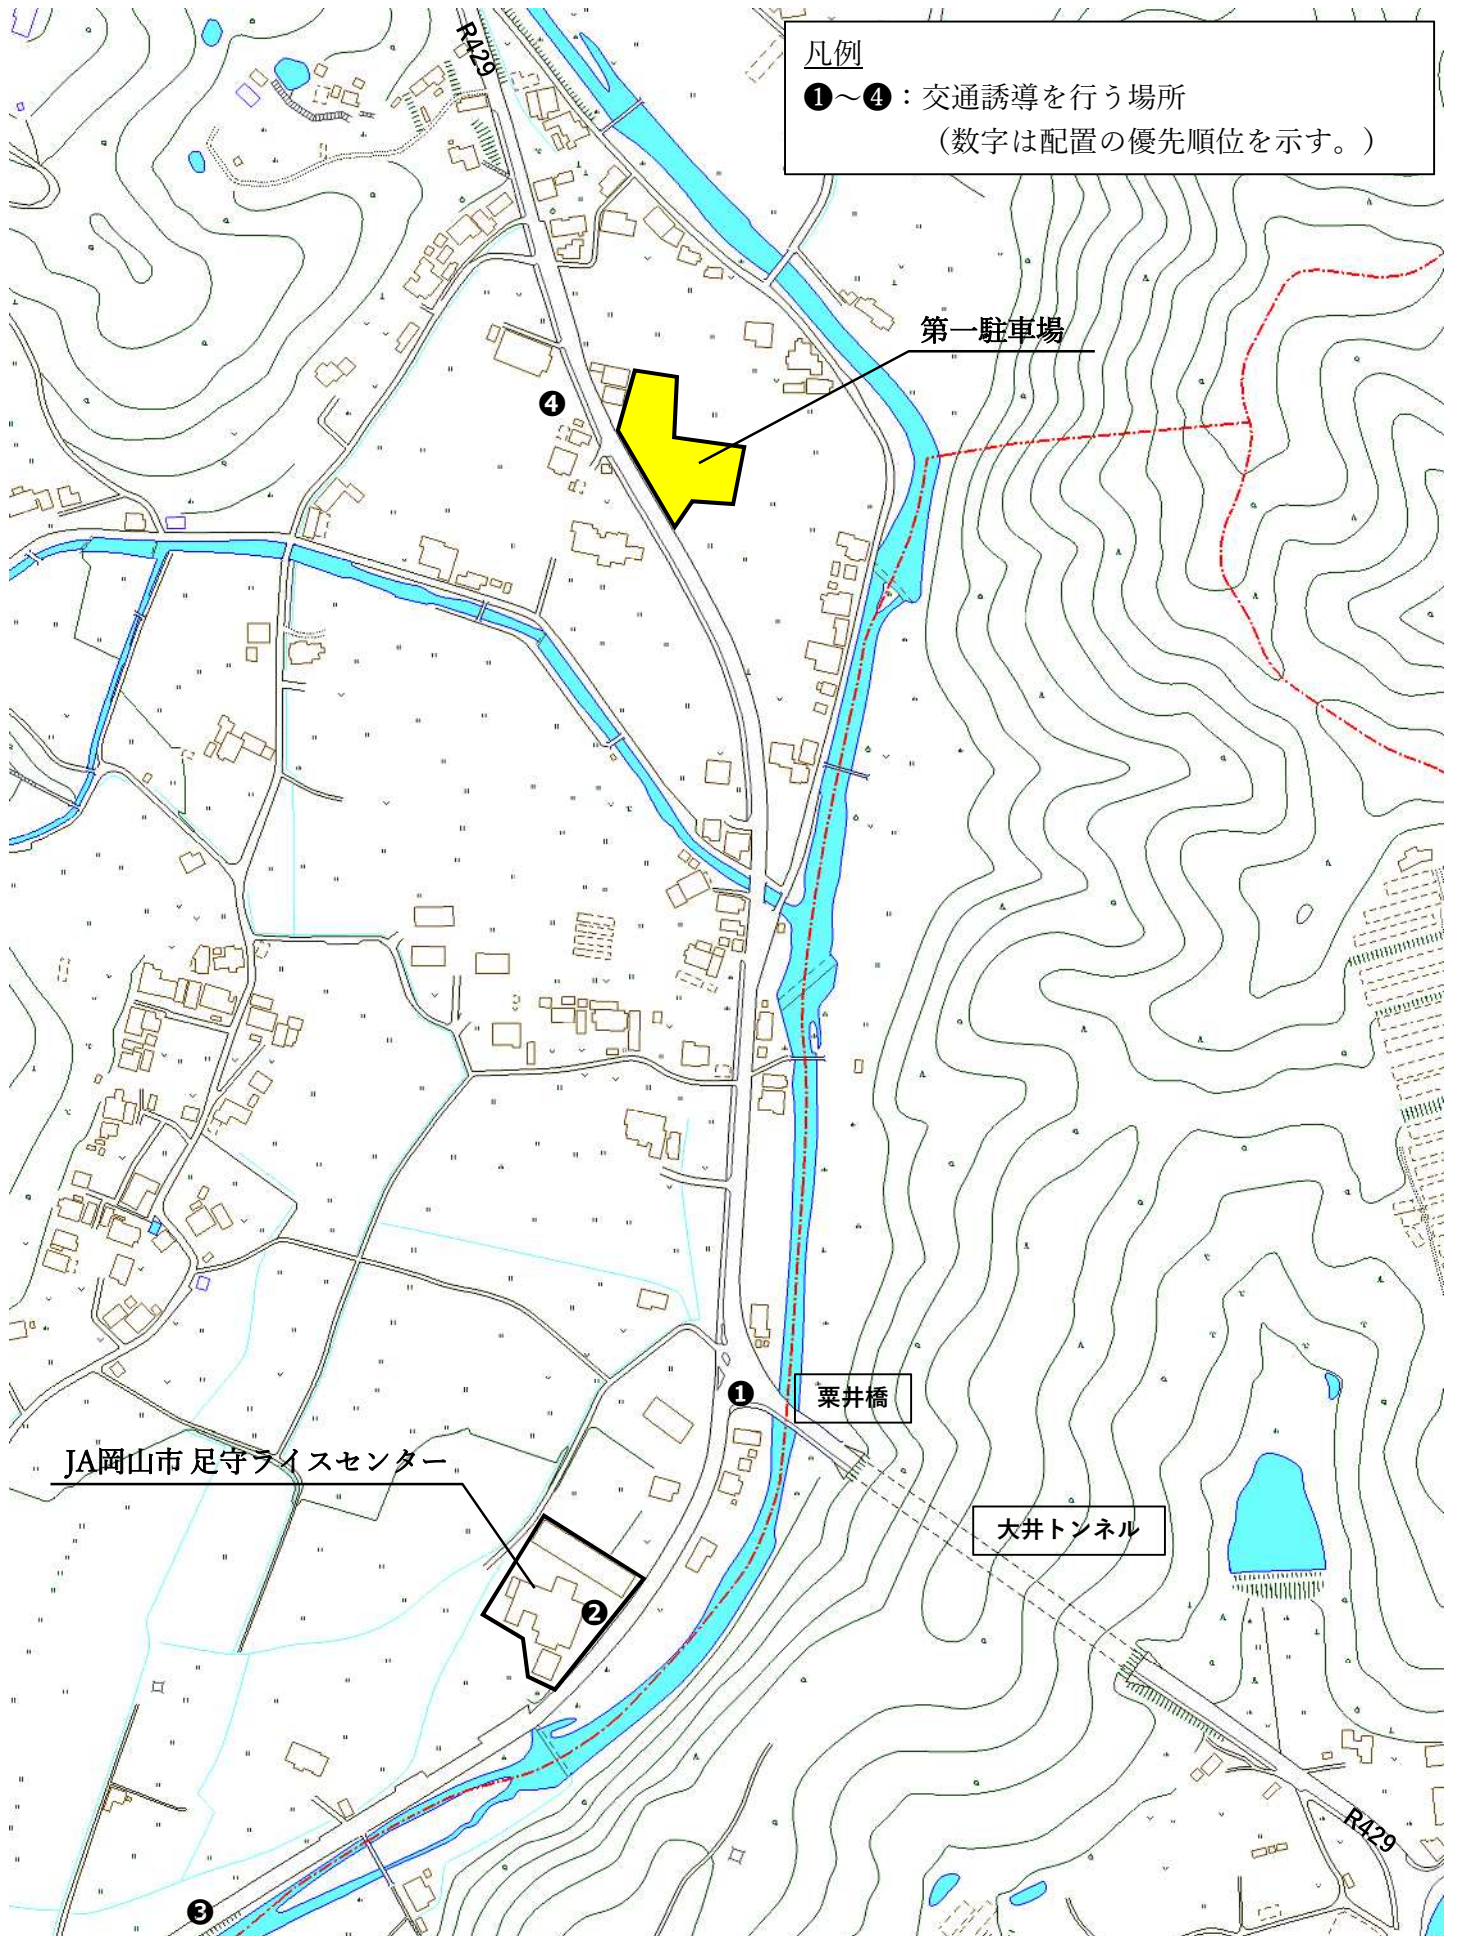 R429
凡例
❶～❹：交通誘導を行う場所
（数字は配置の優先順位を示す。）
第一駐車場
❹
❶
粟井橋
JA岡山市 足守ライスセンター
大井トンネル
❷
R429
❸